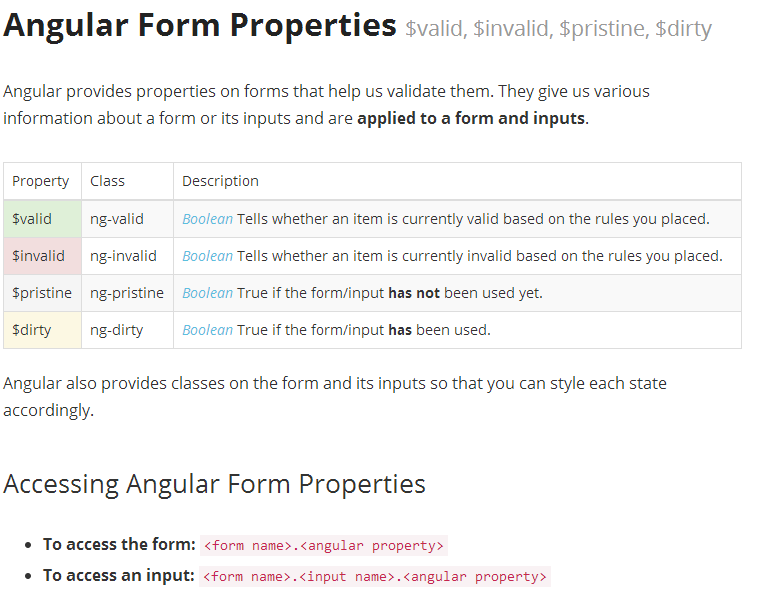 Angular Form Properties $valid, $invalid, $pristine, $dirty
Angular provides properties on forms that help us validate them. They give us various
information about a form or its inputs and are applied to a form and inputs.
Property Class Description
$valid ng-valid Boolean Tells whether an item is currently valid based on the rules you placed.
$invalid ng-invalid Boolean Tells whether an item is currently invalid based on the rules you placed.
$pristine ng-pristine Boolean True if the form/input has not been used yet.
$dirty ng-dirty Boolean True if the form/input has been used.
Angular also provides classes on the form and its inputs so that you can style each state
accordingly.
Accessing Angular Form Properties
• To access the form: <form name>.<angular property>
• To access an input: <form name>.<input name>.<angular property>